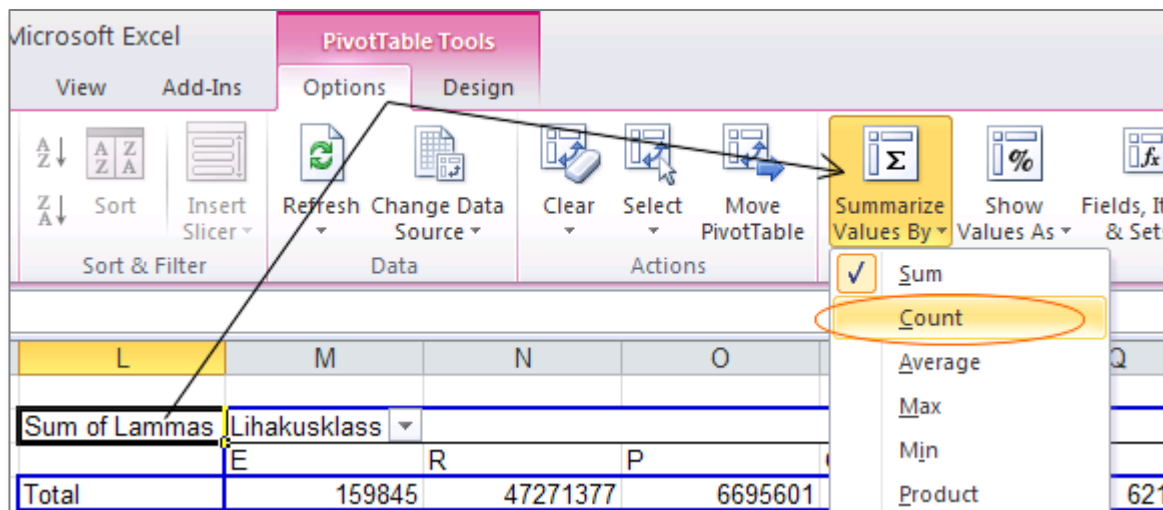 Microsoft Excel
PivotTable Tools
View Add-Ins Options Design
Sort
Insert Slicer
Refresh
Change Data Source
Clear
Select
Move PivotTable
Summarize Values By
Show Values As
Fields, & Set
Sort & Filter Data Actions
Sum
Count
Average
Max
Min
Product
L M N O Q
Sum of Lammas Lihakusklass
E R P
Total 159845 47271377 6695601 621